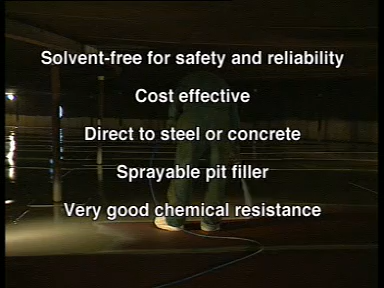 Solvent-free for safety and reliability
Cost effective
Direct to steel or concrete
Sprayable pit filler
Very good chemical resistance